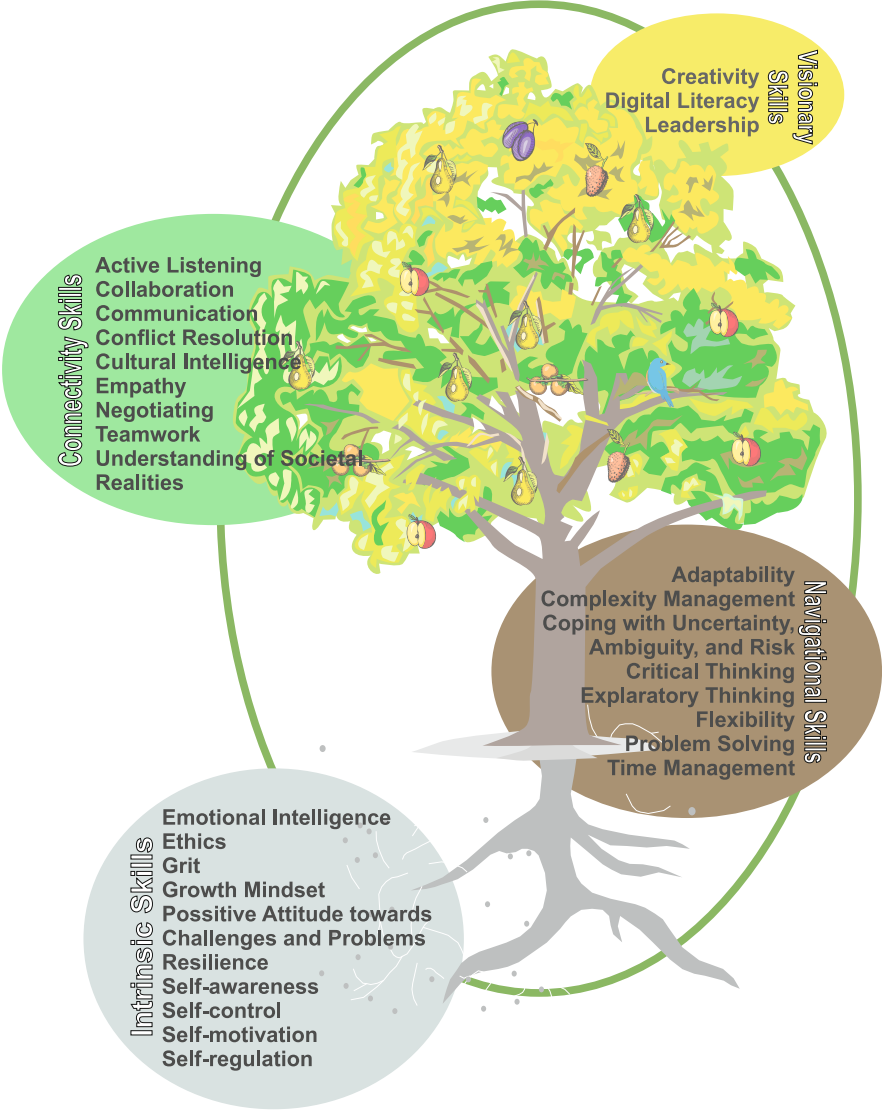 Visionary
Skills
Creativity
Digital Literacy
Leadership
Connectivity Skills
Active Listening
Collaboration
Communication
Conflict Resolution
Cultural Intelligence
Empathy
Negotiating
Teamwork
Understanding of Societal
Realities
Navigational Skills
Adaptability
Complexity Management
Coping with Uncertainty,
Ambiguity, and Risk
Critical Thinking
Explaratory Thinking
Flexibility
Problem Solving
Time Management
Intrinsic Skills
Emotional Intelligence
Ethics
Grit
Growth Mindset
Possitive Attitude towards
Challenges and Problems
Resilience
Self-awareness
Self-control
Self-motivation
Self-regulation